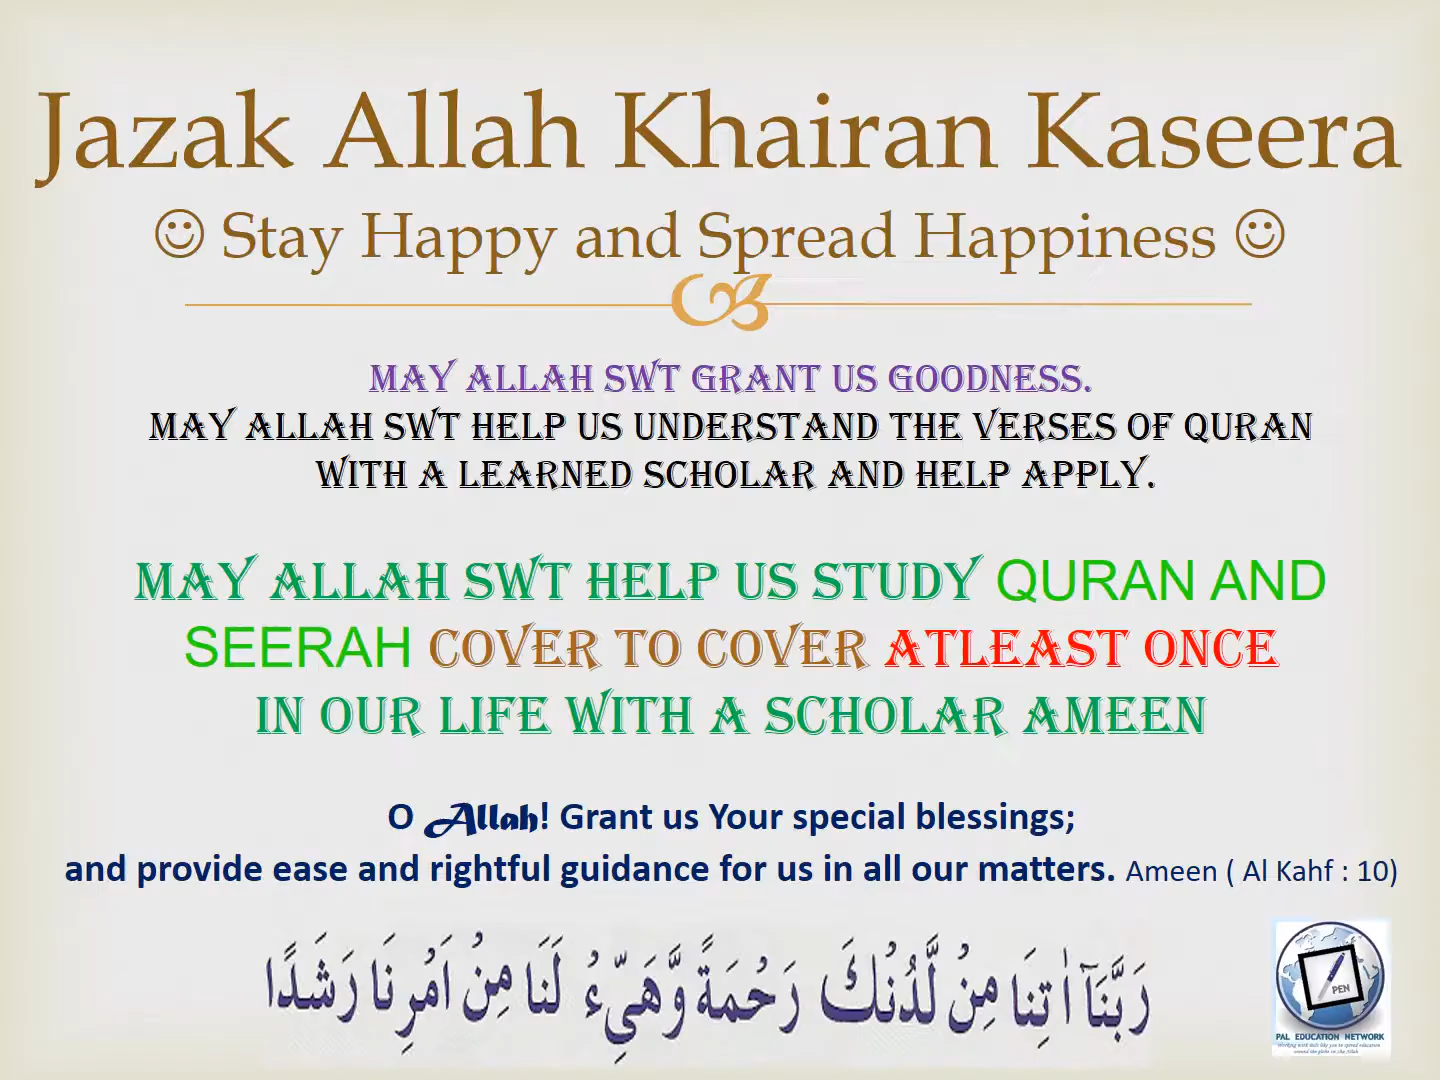 Jazak Allah Khairan Kaseera
☺ Stay Happy and Spread Happiness ☺
MAY ALLAH SWT GRANT US GOODNESS.
MAY ALLAH SWT HELP US UNDERSTAND THE VERSES OF QURAN
WITH A LEARNED SCHOLAR AND HELP APPLY.
MAY ALLAH SWT HELP US STUDY QURAN AND
SEERAH COVER TO COVER ATLEAST ONCE
IN OUR LIFE WITH A SCHOLAR AMEEN
O Allah! Grant us Your special blessings;
and provide ease and rightful guidance for us in all our matters. Ameen ( Al Kahf : 10)
رَبَّنَآ اٰتِنَا مِنْ لَّدُنْكَ رَحْمَةً وَّهَيِّئْ لَنَا مِنْ اَمْرِنَا رَشَدًا
PEN
PAL EDUCATION NETWORK